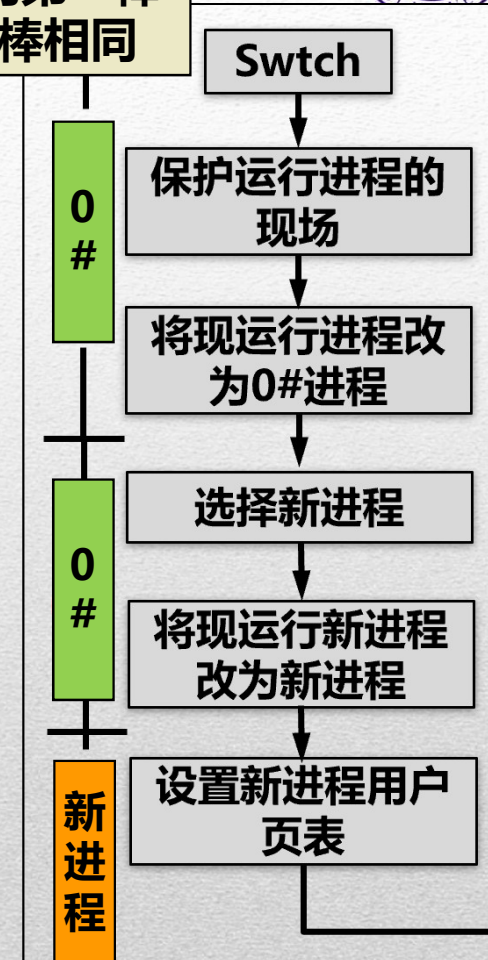 棒相同
Swtch
保护运行进程的
现场
0
#
将现运行进程改
为0#进程
选择新进程
0
#
将现运行新进程
改为新进程
设置新进程用户
页表
新
进
程